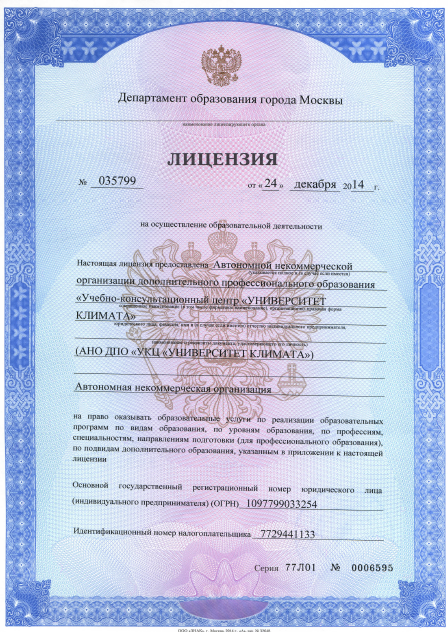 Департамент образования города Москвы
наименование лицензирующего органа
ЛИЦЕНЗИЯ
№ 035799 от « 24 » декабря 2014 г.
на осуществление образовательной деятельности
Настоящая лицензия предоставлена Автономной некоммерческой
организации дополнительного профессионального образования
«Учебно-консультационный центр «УНИВЕРСИТЕТ
КЛИМАТА»
(АНО ДПО «УКЦ «УНИВЕРСИТЕТ КЛИМАТА»)
Автономная некоммерческая организация
на право оказывать образовательные услуги по реализации образовательных
программ по видам образования, по уровням образования, по профессиям,
специальностям, направлениям подготовки (для профессионального образования),
по подвидам дополнительного образования, указанным в приложении к настоящей
лицензии
Основной государственный регистрационный номер юридического лица
(индивидуального предпринимателя) (ОГРН) 1097799033254
Идентификационный номер налогоплательщика 7729441133
Серия 77Л01 № 0006595